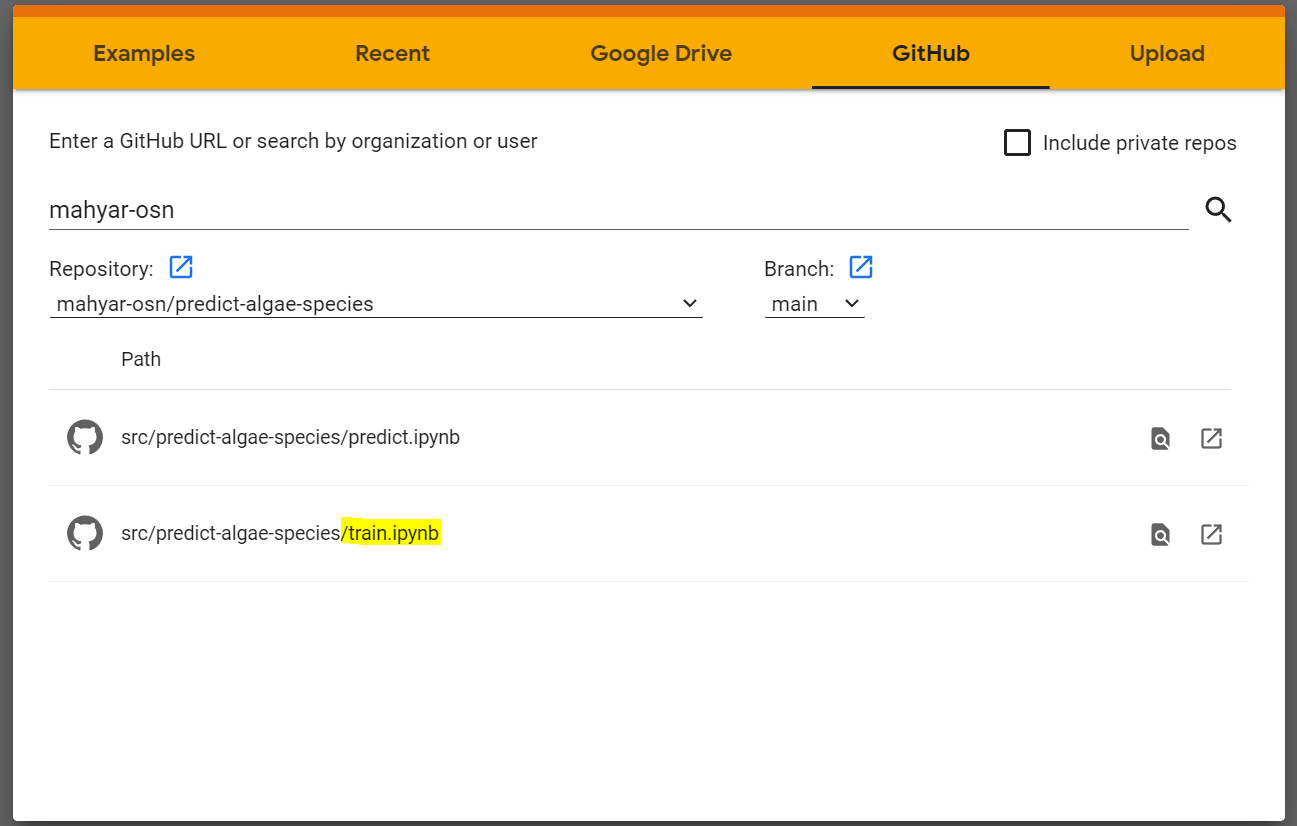 Examples Recent Google Drive GitHub Upload
Enter a GitHub URL or search by organization or user
Include private repos
mahyar-osn
Repository: Branch:
mahyar-osn/predict-algae-species main
Path
src/predict-algae-species/predict.ipynb
src/predict-algae-species/train.ipynb